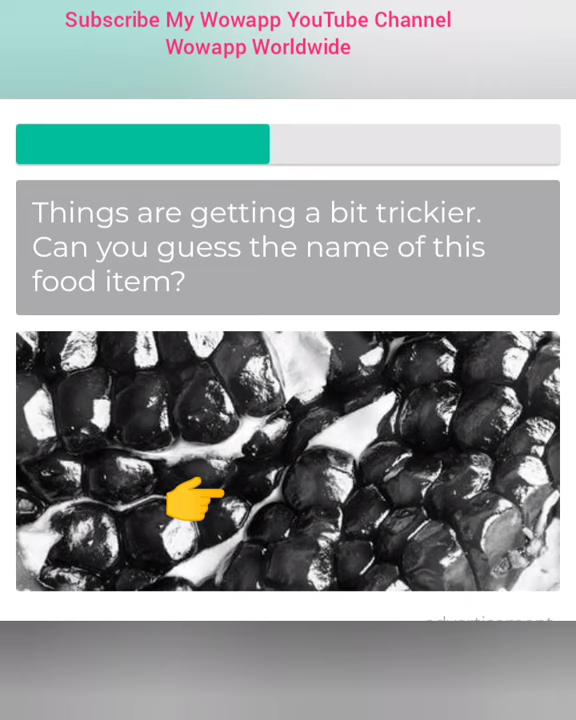 Subscribe My Wowapp YouTube Channel
Wowapp Worldwide
Things are getting a bit trickier.
Can you guess the name of this
food item?
advertisement